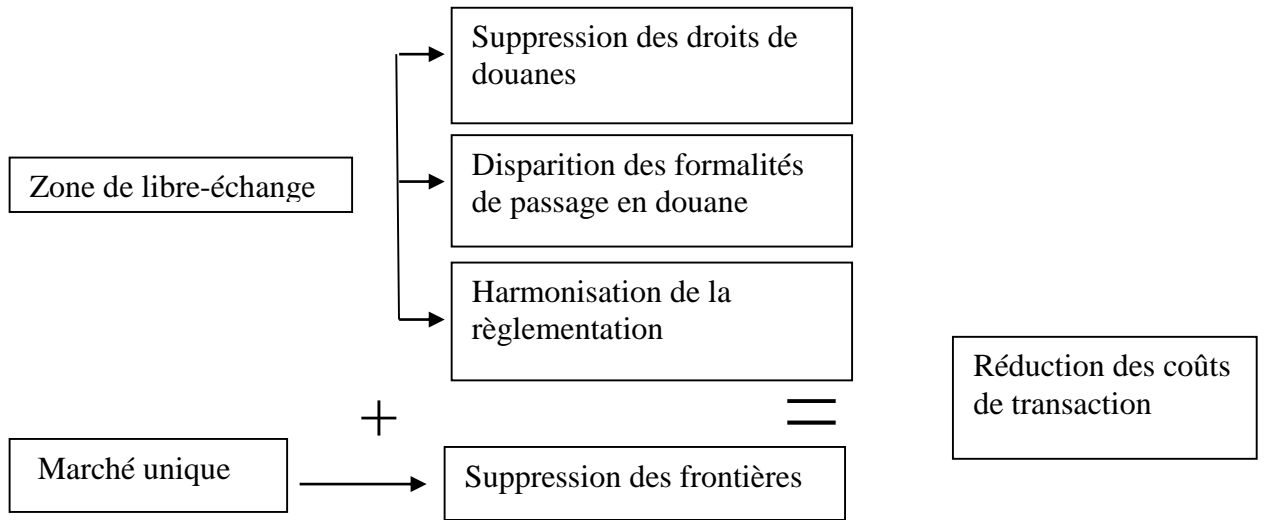 Suppression des droits de
douanes
Zone de libre-échange
Disparition des formalités
de passage en douane
Harmonisation de la
règlementation
+
=
Réduction des coûts
de transaction
Marché unique
Suppression des frontières